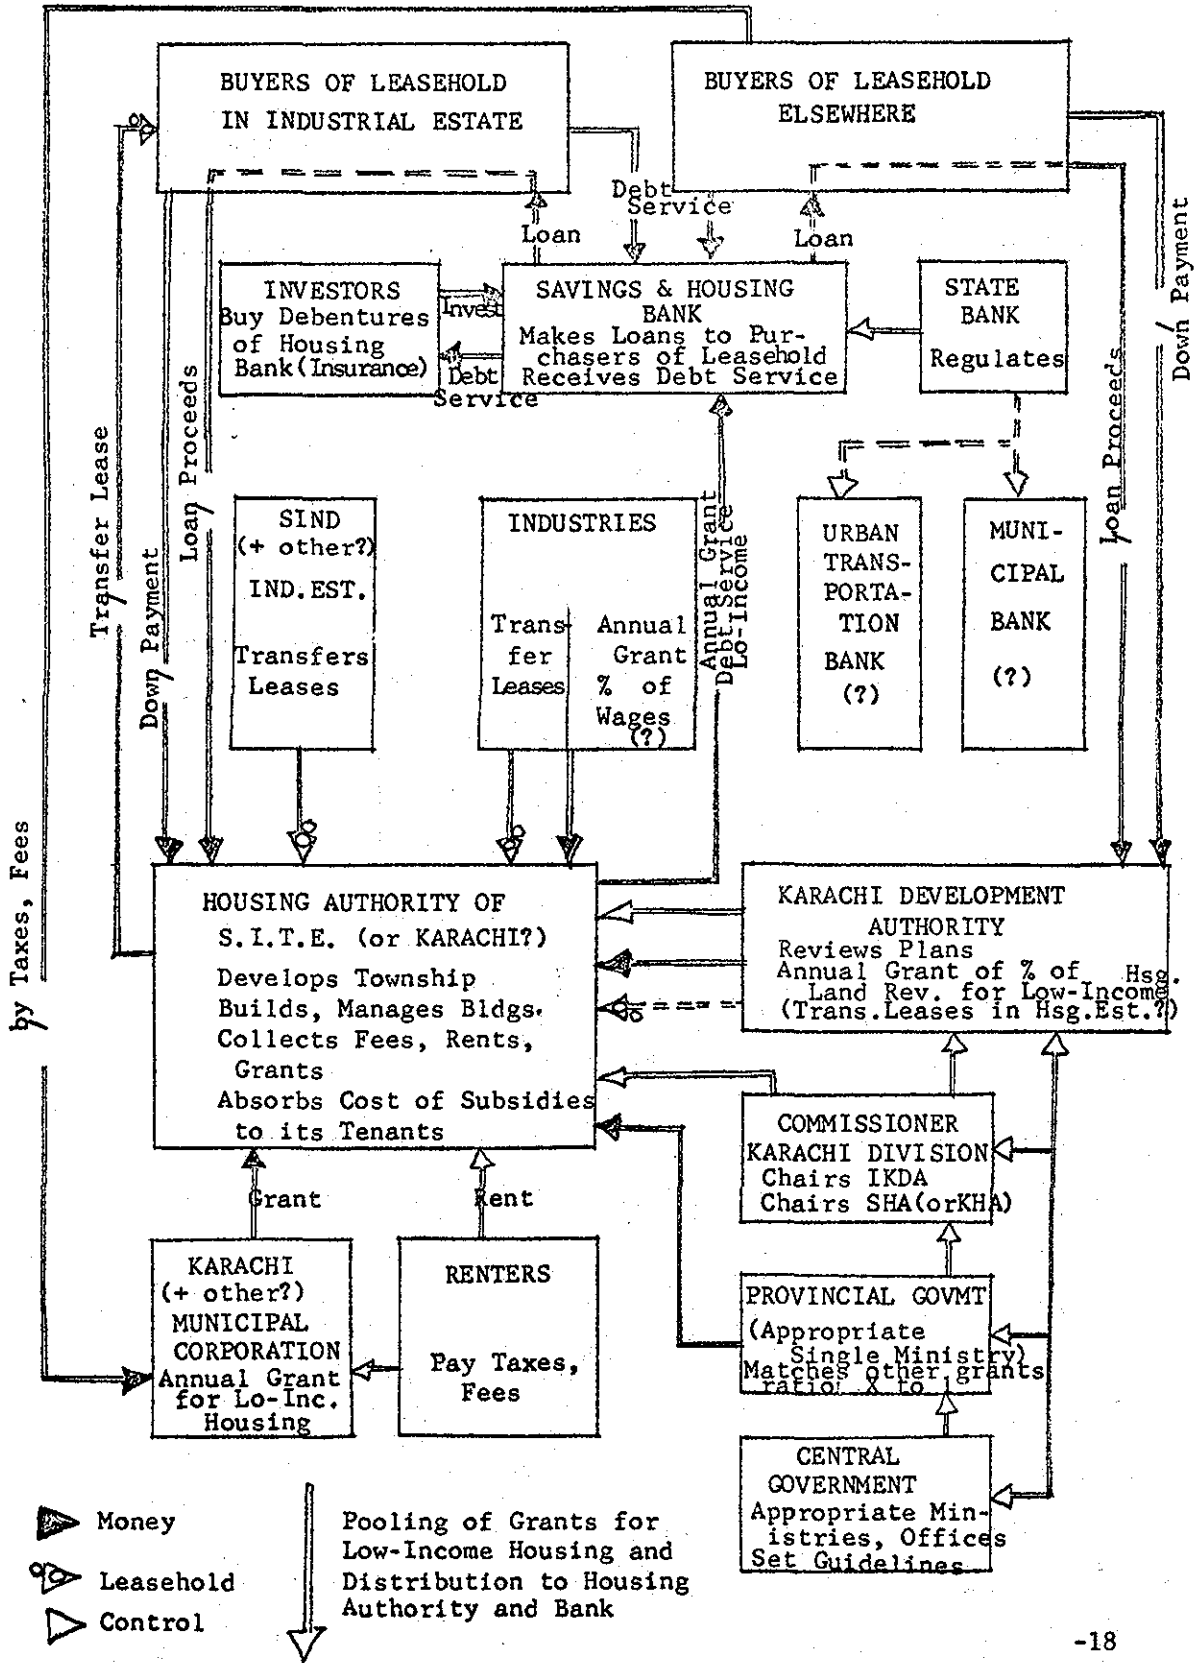 BUYERS OF LEASEHOLD
IN INDUSTRIAL ESTATE
BUYERS OF LEASEHOLD
ELSEWHERE
Debt
Service
Loan
Loan
Down Payment
INVESTORS
Buy Debentures
of Housing
Bank(Insurance)
Invest
Debt
Service
SAVINGS & HOUSING
BANK
Makes Loans to Pur-
chasers of Leasehold
Receives Debt Service
STATE
BANK
Regulates
Transfer Lease
Down Payment
Loan Proceeds
Loan Proceeds
SIND
(+ other?)
IND.EST.
Transfers
Leases
INDUSTRIES
Trans-
fer
Leases
Annual
Grant
% of
Wages
(?)
Annual Grant
Debt Service
Lo-Income
URBAN
TRANS-
PORTA-
TION
BANK
(?)
MUNI-
CIPAL
BANK
(?)
by Taxes, Fees
HOUSING AUTHORITY OF
S.I.T.E. (or KARACHI?)
Develops Township
Builds, Manages Bldgs.
Collects Fees, Rents,
Grants
Absorbs Cost of Subsidies
to its Tenants
KARACHI DEVELOPMENT
AUTHORITY
Reviews Plans
Annual Grant of % of Hsg.
Land Rev. for Low-Income.
(Trans.Leases in Hsg.Est.?)
Grant
Rent
COMMISSIONER
KARACHI DIVISION
Chairs IKDA
Chairs SHA(orKHA)
KARACHI
(+ other?)
MUNICIPAL
CORPORATION
Annual Grant
for Lo-Inc.
Housing
RENTERS
Pay Taxes,
Fees
PROVINCIAL GOVMT
(Appropriate
Single Ministry)
Matches other grants
ratio X to
CENTRAL
GOVERNMENT
Appropriate Min-
istries, Offices
Set Guidelines
Money
Leasehold
Control
Pooling of Grants for
Low-Income Housing and
Distribution to Housing
Authority and Bank
-18